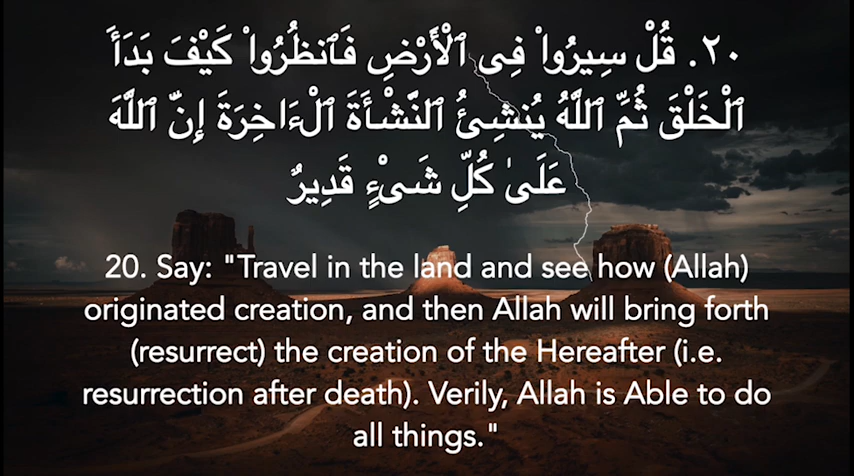 ٢٠. قُلْ سِيرُوا۟ فِى ٱلْأَرْضِ فَٱنظُرُوا۟ كَيْفَ بَدَأَ
ٱلْخَلْقَ ثُمَّ ٱللَّهُ يُنشِئُ ٱلنَّشْأَةَ ٱلْءَاخِرَةَ إِنَّ ٱللَّهَ
عَلَىٰ كُلِّ شَىْءٍ قَدِيرٌ
20. Say: "Travel in the land and see how (Allah)
originated creation, and then Allah will bring forth
(resurrect) the creation of the Hereafter (i.e.
resurrection after death). Verily, Allah is Able to do
all things."